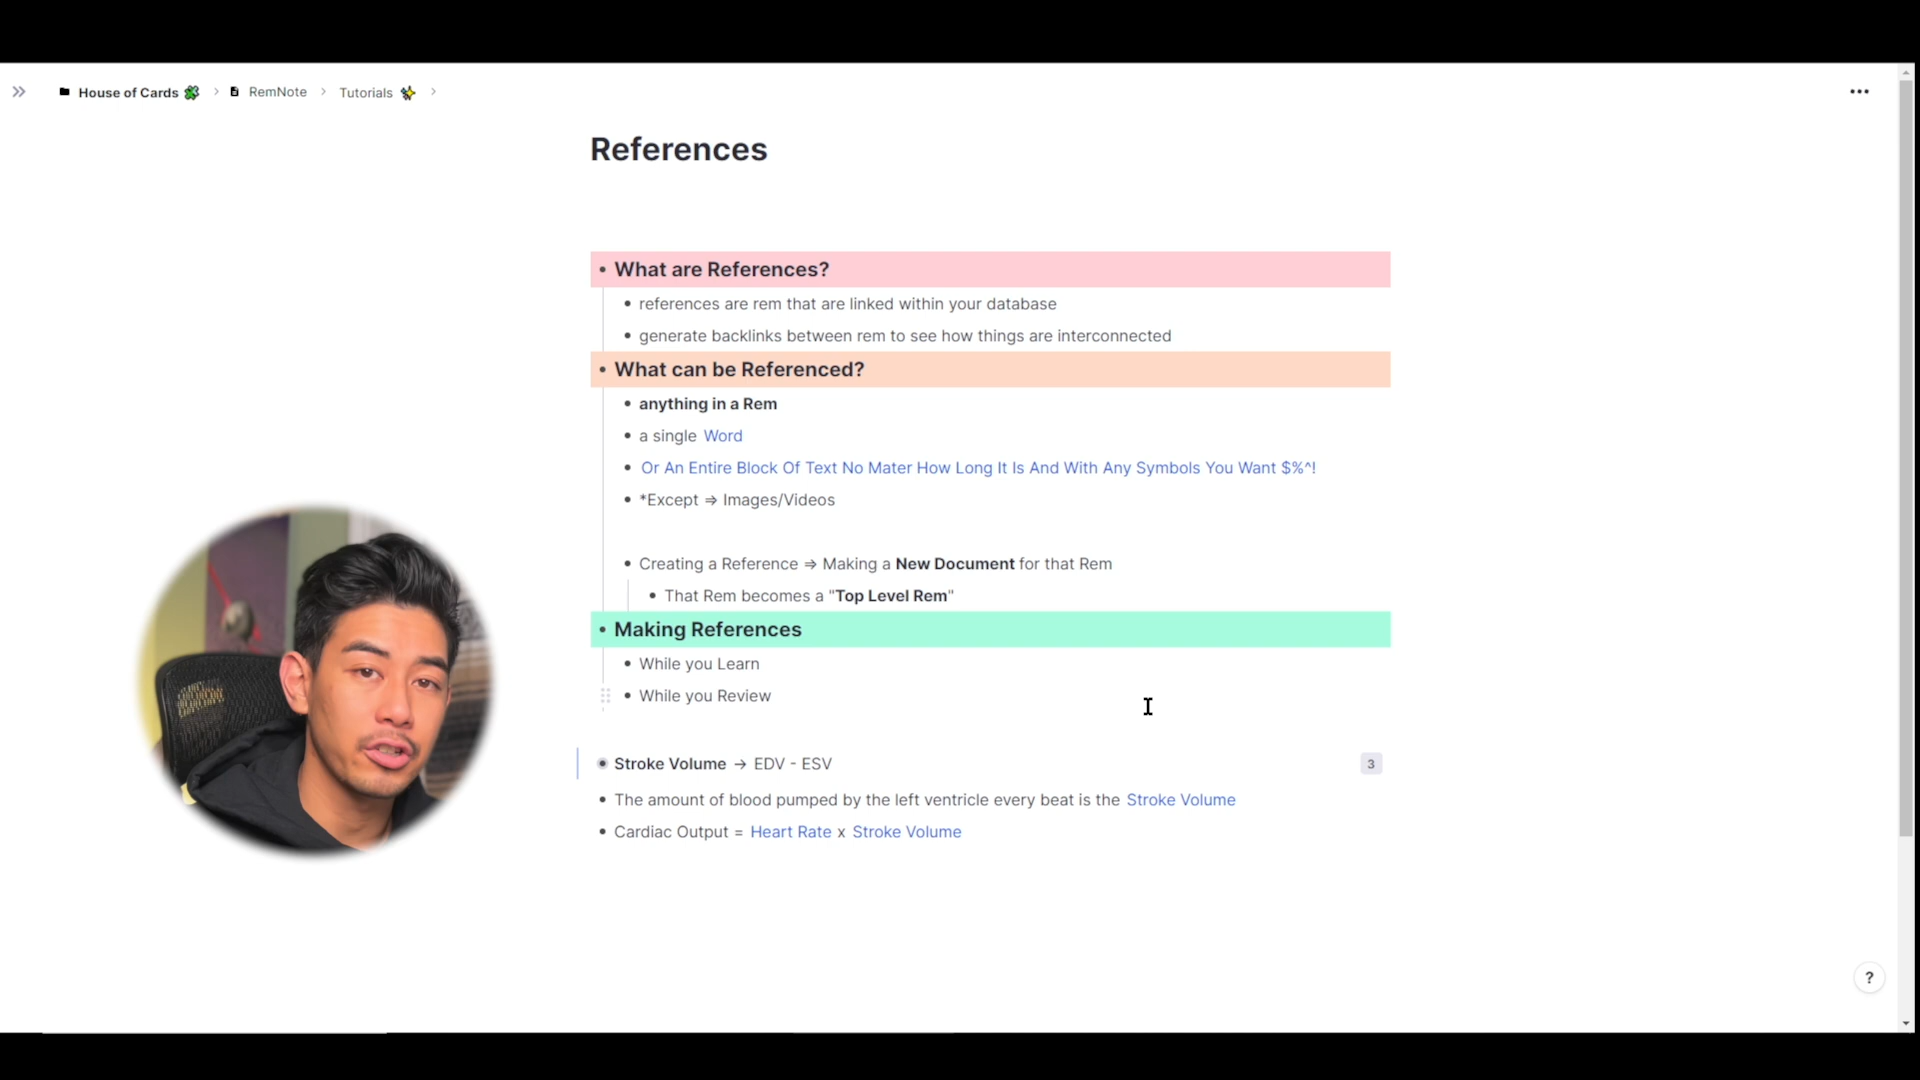 House of Cards RemNote Tutorials
References
What are References?
references are rem that are linked within your database
generate backlinks between rem to see how things are interconnected
What can be Referenced?
anything in a Rem
a single Word
Or An Entire Block Of Text No Mater How Long It Is And With Any Symbols You Want $%^!
*Except ⇒ Images/Videos
Creating a Reference ⇒ Making a New Document for that Rem
That Rem becomes a "Top Level Rem"
Making References
While you Learn
While you Review
Stroke Volume → EDV - ESV 3
The amount of blood pumped by the left ventricle every beat is the Stroke Volume
Cardiac Output = Heart Rate x Stroke Volume
?